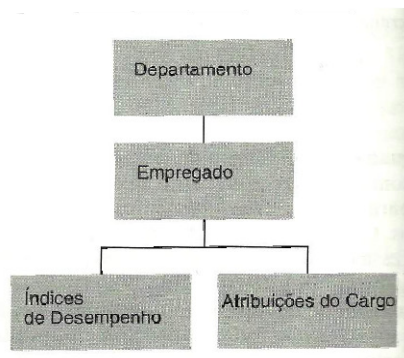 Departamento
Empregado
Índices
de Desempenho
Atribuições do Cargo